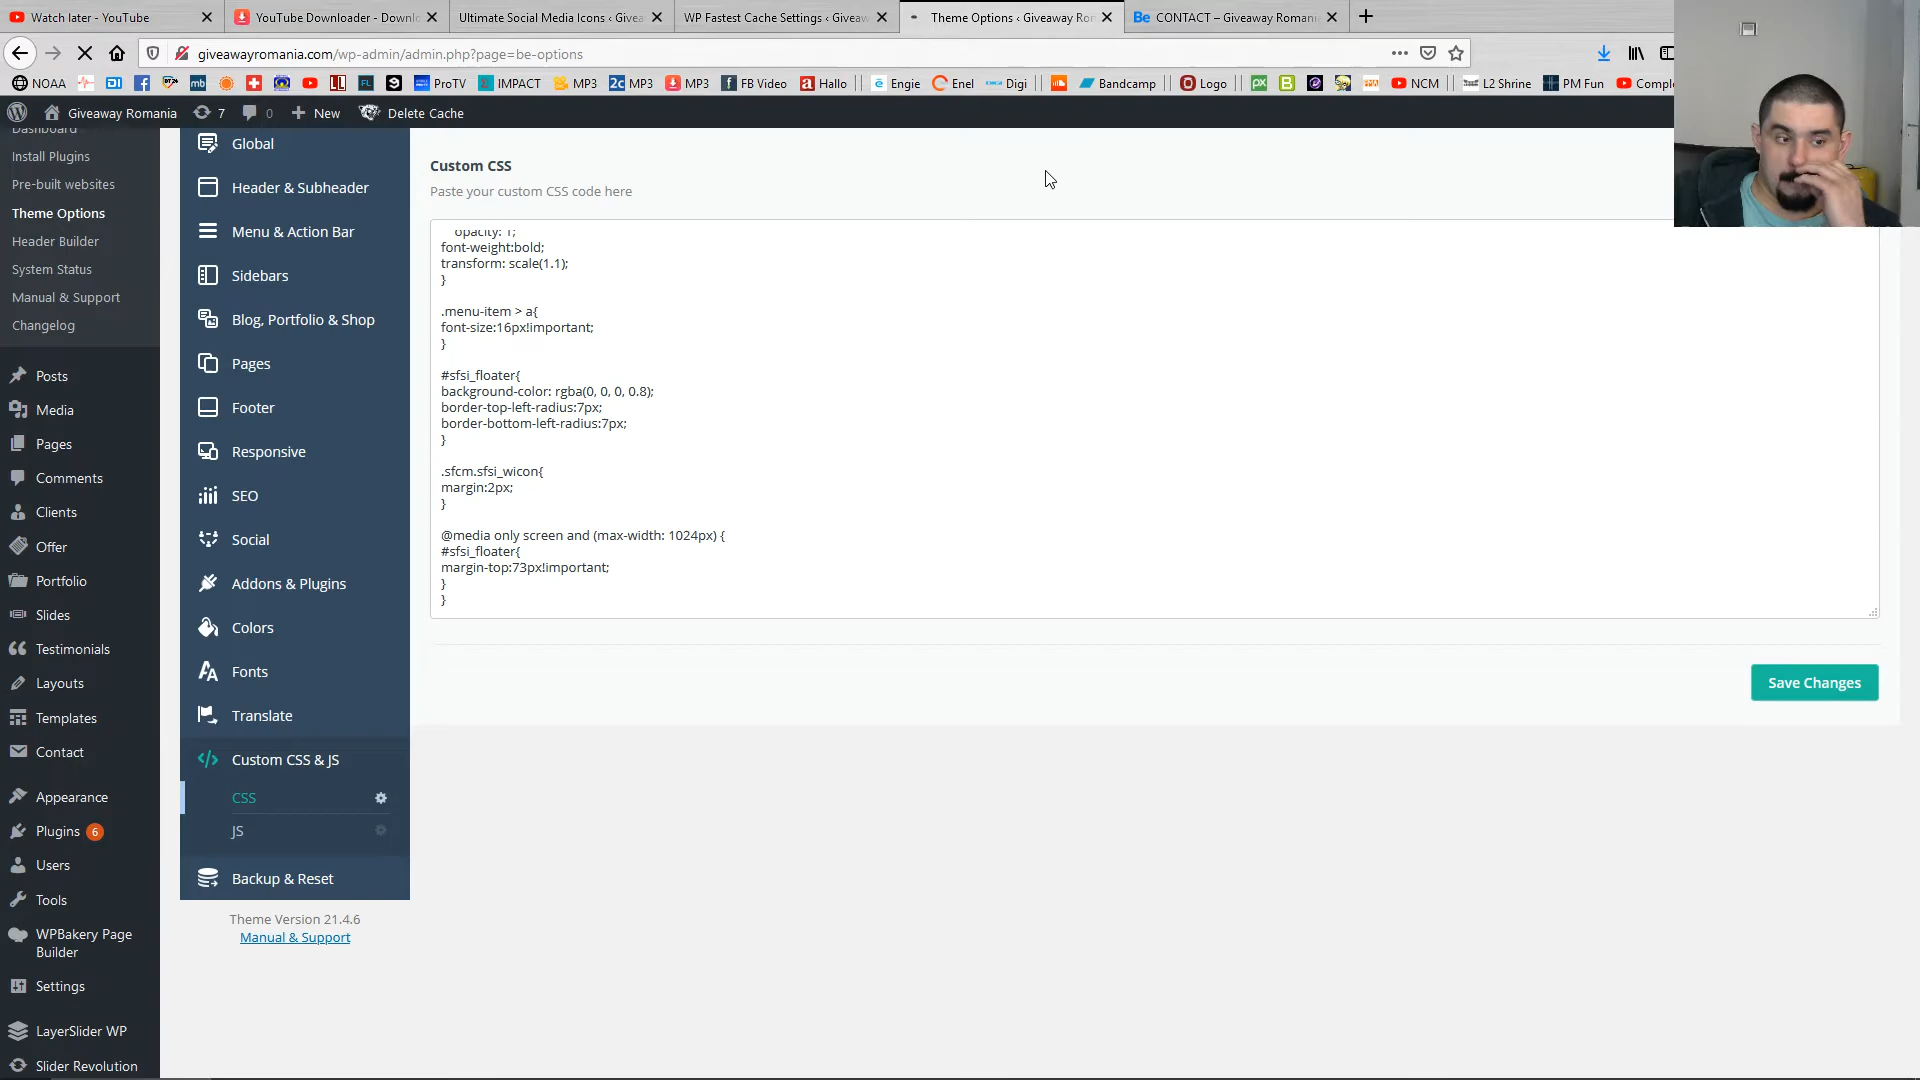 Watch later - YouTube
YouTube Downloader - Downl
Ultimate Social Media Icons ‹ Givea
WP Fastest Cache Settings ‹ Giveaw
Theme Options ‹ Giveaway Ro
Be CONTACT – Giveaway Romani
giveawayromania.com/wp-admin/admin.php?page=be-options
NOAA
ProTV
IMPACT
MP3
2c MP3
MP3
FB Video
Hallo
Engie
Enel
Digi
Bandcamp
Logo
NCM
L2 Shrine
PM Fun
Compl
Giveaway Romania
7
0
New
Delete Cache
Dashboard
Install Plugins
Pre-built websites
Theme Options
Header Builder
System Status
Manual & Support
Changelog
Posts
Media
Pages
Comments
Clients
Offer
Portfolio
Slides
Testimonials
Layouts
Templates
Contact
Appearance
Plugins 6
Users
Tools
WPBakery Page
Builder
Settings
LayerSlider WP
Slider Revolution
Global
Header & Subheader
Menu & Action Bar
Sidebars
Blog, Portfolio & Shop
Pages
Footer
Responsive
SEO
Social
Addons & Plugins
Colors
Fonts
Translate
Custom CSS & JS
CSS
JS
Backup & Reset
Theme Version 21.4.6
Manual & Support
Custom CSS
Paste your custom CSS code here
opacity: 1;
font-weight:bold;
transform: scale(1.1);
}
.menu-item > a{
font-size:16px!important;
}
#sfsi_floater{
background-color: rgba(0, 0, 0, 0.8);
border-top-left-radius:7px;
border-bottom-left-radius:7px;
}
.sfcm.sfsi_wicon{
margin:2px;
}
@media only screen and (max-width: 1024px) {
#sfsi_floater{
margin-top:73px!important;
}
}
Save Changes